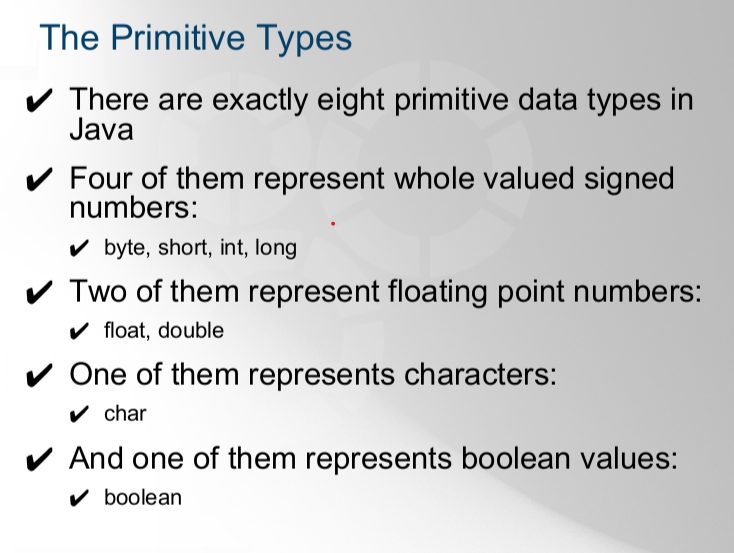 The Primitive Types
There are exactly eight primitive data types in
Java
Four of them represent whole valued signed
numbers:
byte, short, int, long
Two of them represent floating point numbers:
float, double
One of them represents characters:
char
And one of them represents boolean values:
boolean